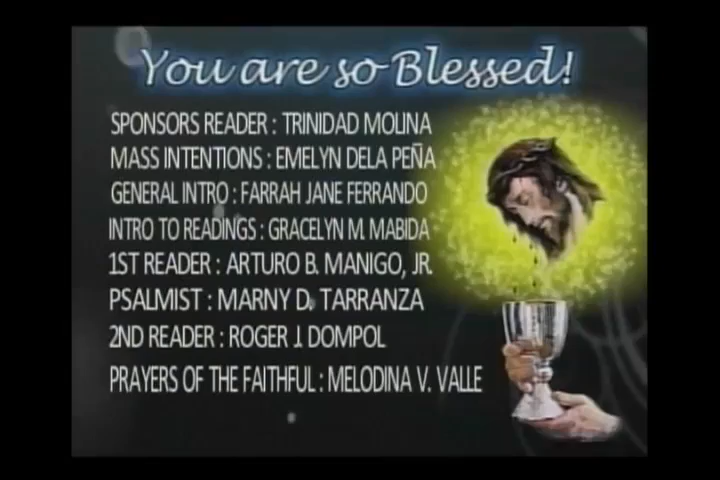 You are so Blessed!
SPONSORS READER : TRINIDAD MOLINA
MASS INTENTIONS : EMELYN DELA PEÑA
GENERAL INTRO : FARRAH JANE FERRANDO
INTRO TO READINGS : GRACELYN M. MABIDA
1ST READER : ARTURO B. MANIGO, JR.
PSALMIST : MARNY D. TARRANZA
2ND READER : ROGER J. DOMPOL
PRAYERS OF THE FAITHFUL : MELODINA V. VALLE